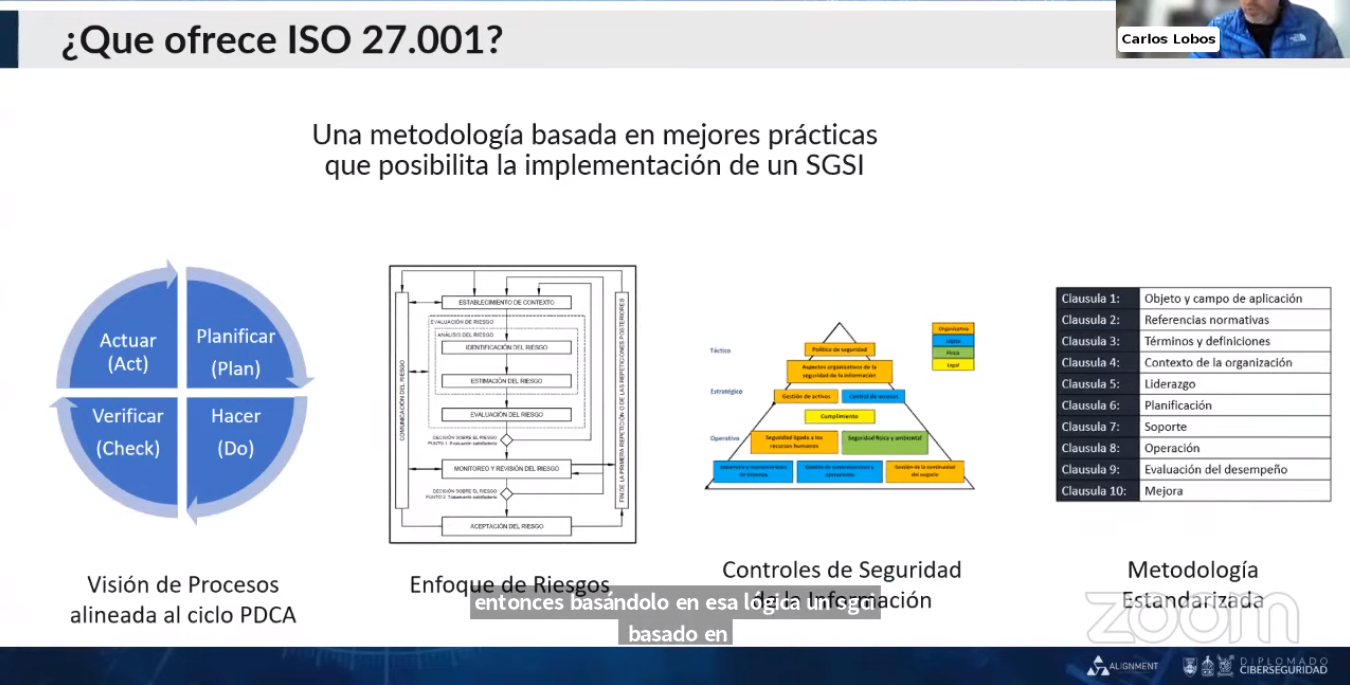 ¿Que ofrece ISO 27.001?
Carlos Lobos
Una metodología basada en mejores prácticas
que posibilita la implementación de un SGSI
Actuar
(Act)
Planificar
(Plan)
Verificar
(Check)
Hacer
(Do)
Visión de Procesos
alineada al ciclo PDCA
ESTABLECIMIENTO DE CONTEXTO
EVALUACIÓN DE RIESGO
ANÁLISIS DEL RIESGO
IDENTIFICACIÓN DEL RIESGO
ESTIMACIÓN DEL RIESGO
EVALUACIÓN DEL RIESGO
DECISIÓN SOBRE EL RIESGO
PUNTO 1. Evaluación satisfactoria
MONITOREO Y REVISIÓN DEL RIESGO
DECISIÓN SOBRE EL RIESGO
PUNTO 2. Tratamiento satisfactorio
ACEPTACIÓN DEL RIESGO
COMUNICACIÓN DEL RIESGO
FIN DE LA PRIMERA REPETICIÓN O DE LAS REPETICIONES POSTERIORES
Enfoque de Riesgos
Táctico
Estratégico
Operativo
Política de seguridad
Aspectos organizativos de la
seguridad de la información
Gestión de activos
Control de accesos
Cumplimiento
Seguridad ligada a los
recursos humanos
Seguridad física y ambiental
Desarrollo y mantenimiento
de sistemas
Gestión de comunicaciones y
operaciones
Gestión de la continuidad
del negocio
Legal
Controles de Seguridad
de la Información
Clausula 1: Objeto y campo de aplicación
Clausula 2: Referencias normativas
Clausula 3: Términos y definiciones
Clausula 4: Contexto de la organización
Clausula 5: Liderazgo
Clausula 6: Planificación
Clausula 7: Soporte
Clausula 8: Operación
Clausula 9: Evaluación del desempeño
Clausula 10: Mejora
Metodología
Estandarizada
entonces basándolo en esa lógica un sgci
basado en
zoom
ALIGNMENT
DIPLOMADO
CIBERSEGURIDAD